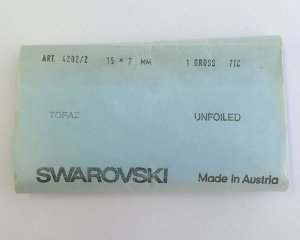 ART. 4202/2 15 x 7 MM 1 GROSS TTC
TOPAZ UNFOILED
SWAROVSKI Made in Austria